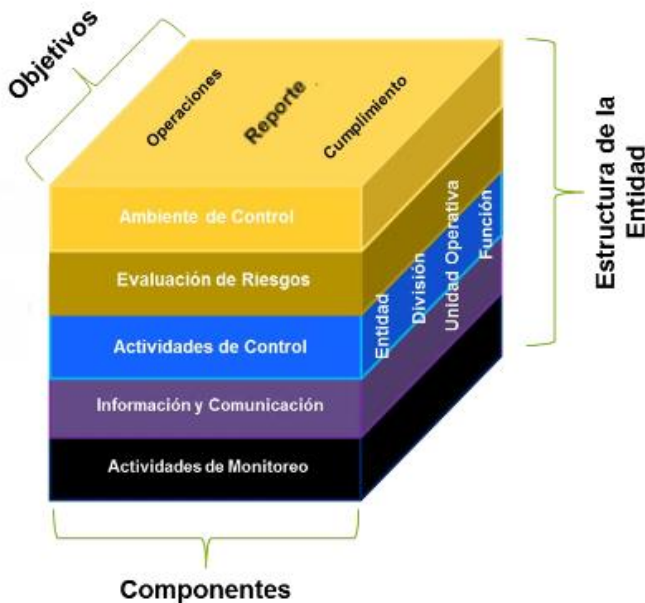 Objetivos
Operaciones
Reporte
Cumplimiento
Ambiente de Control
Evaluación de Riesgos
Actividades de Control
Información y Comunicación
Actividades de Monitoreo
Entidad
División
Unidad Operativa
Función
Estructura de la
Entidad
Componentes